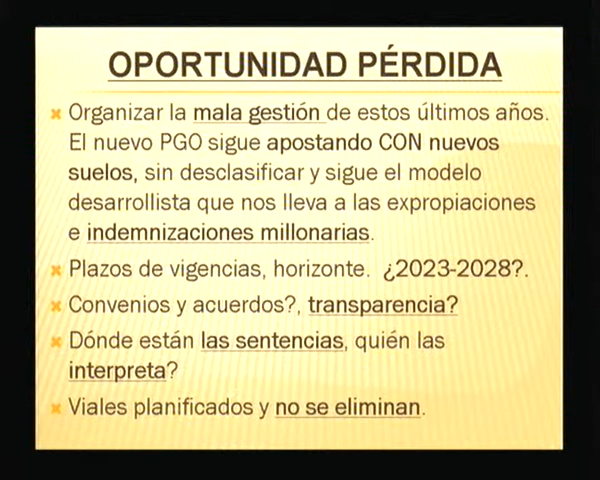 OPORTUNIDAD PÉRDIDA
Organizar la mala gestión de estos últimos años.
El nuevo PGO sigue apostando CON nuevos
suelos, sin desclasificar y sigue el modelo
desarrollista que nos lleva a las expropiaciones
e indemnizaciones millonarias.
Plazos de vigencias, horizonte. ¿2023-2028?.
Convenios y acuerdos?, transparencia?
Dónde están las sentencias, quién las
interpreta?
Viales planificados y no se eliminan.